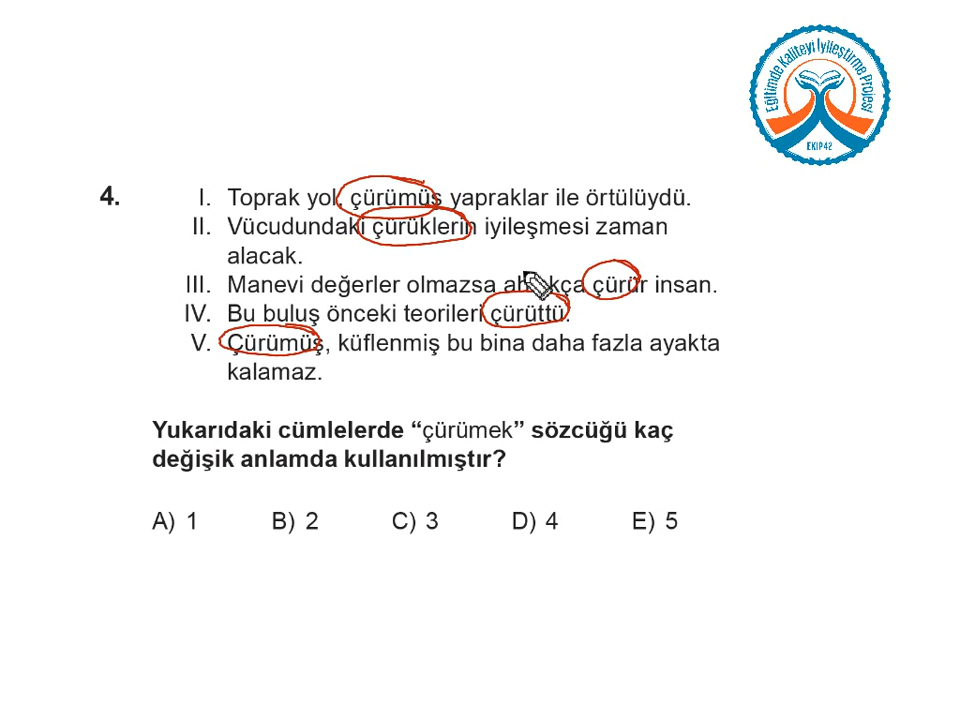 Eğitimde Kaliteyi İyileştirme Projesi
EKIP42
4. I. Toprak yol, çürümüş yapraklar ile örtülüydü.
II. Vücudundaki çürüklerin iyileşmesi zaman
alacak.
III. Manevi değerler olmazsa ahlakça çürür insan.
IV. Bu buluş önceki teorileri çürüttü.
V. Çürümüş, küflenmiş bu bina daha fazla ayakta
kalamaz.
Yukarıdaki cümlelerde “çürümek” sözcüğü kaç
değişik anlamda kullanılmıştır?
A) 1 B) 2 C) 3 D) 4 E) 5